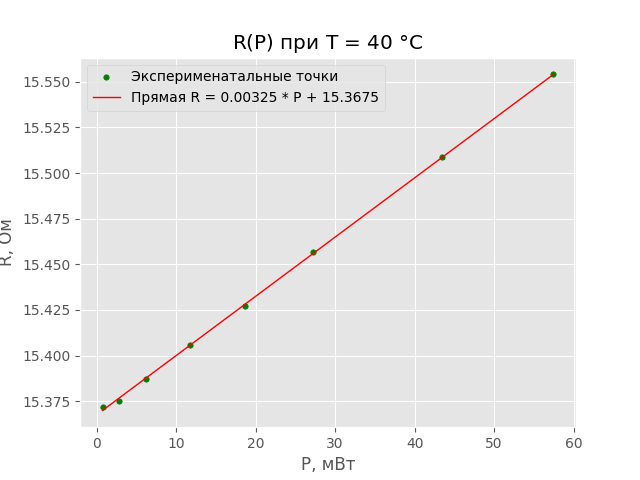 R(P) при T = 40 °C
Эксперименатальные точки
Прямая R = 0.00325 * P + 15.3675
15.550
15.525
15.500
15.475
15.450
15.425
15.400
15.375
R, Ом
0 10 20 30 40 50 60
P, мВт